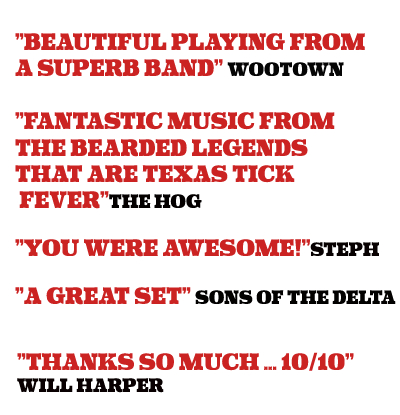 ”BEAUTIFUL PLAYING FROM
A SUPERB BAND” WOOTOWN
”FANTASTIC MUSIC FROM
THE BEARDED LEGENDS
THAT ARE TEXAS TICK
FEVER”THE HOG
”YOU WERE AWESOME!”STEPH
”A GREAT SET” SONS OF THE DELTA
”THANKS SO MUCH ... 10/10”
WILL HARPER